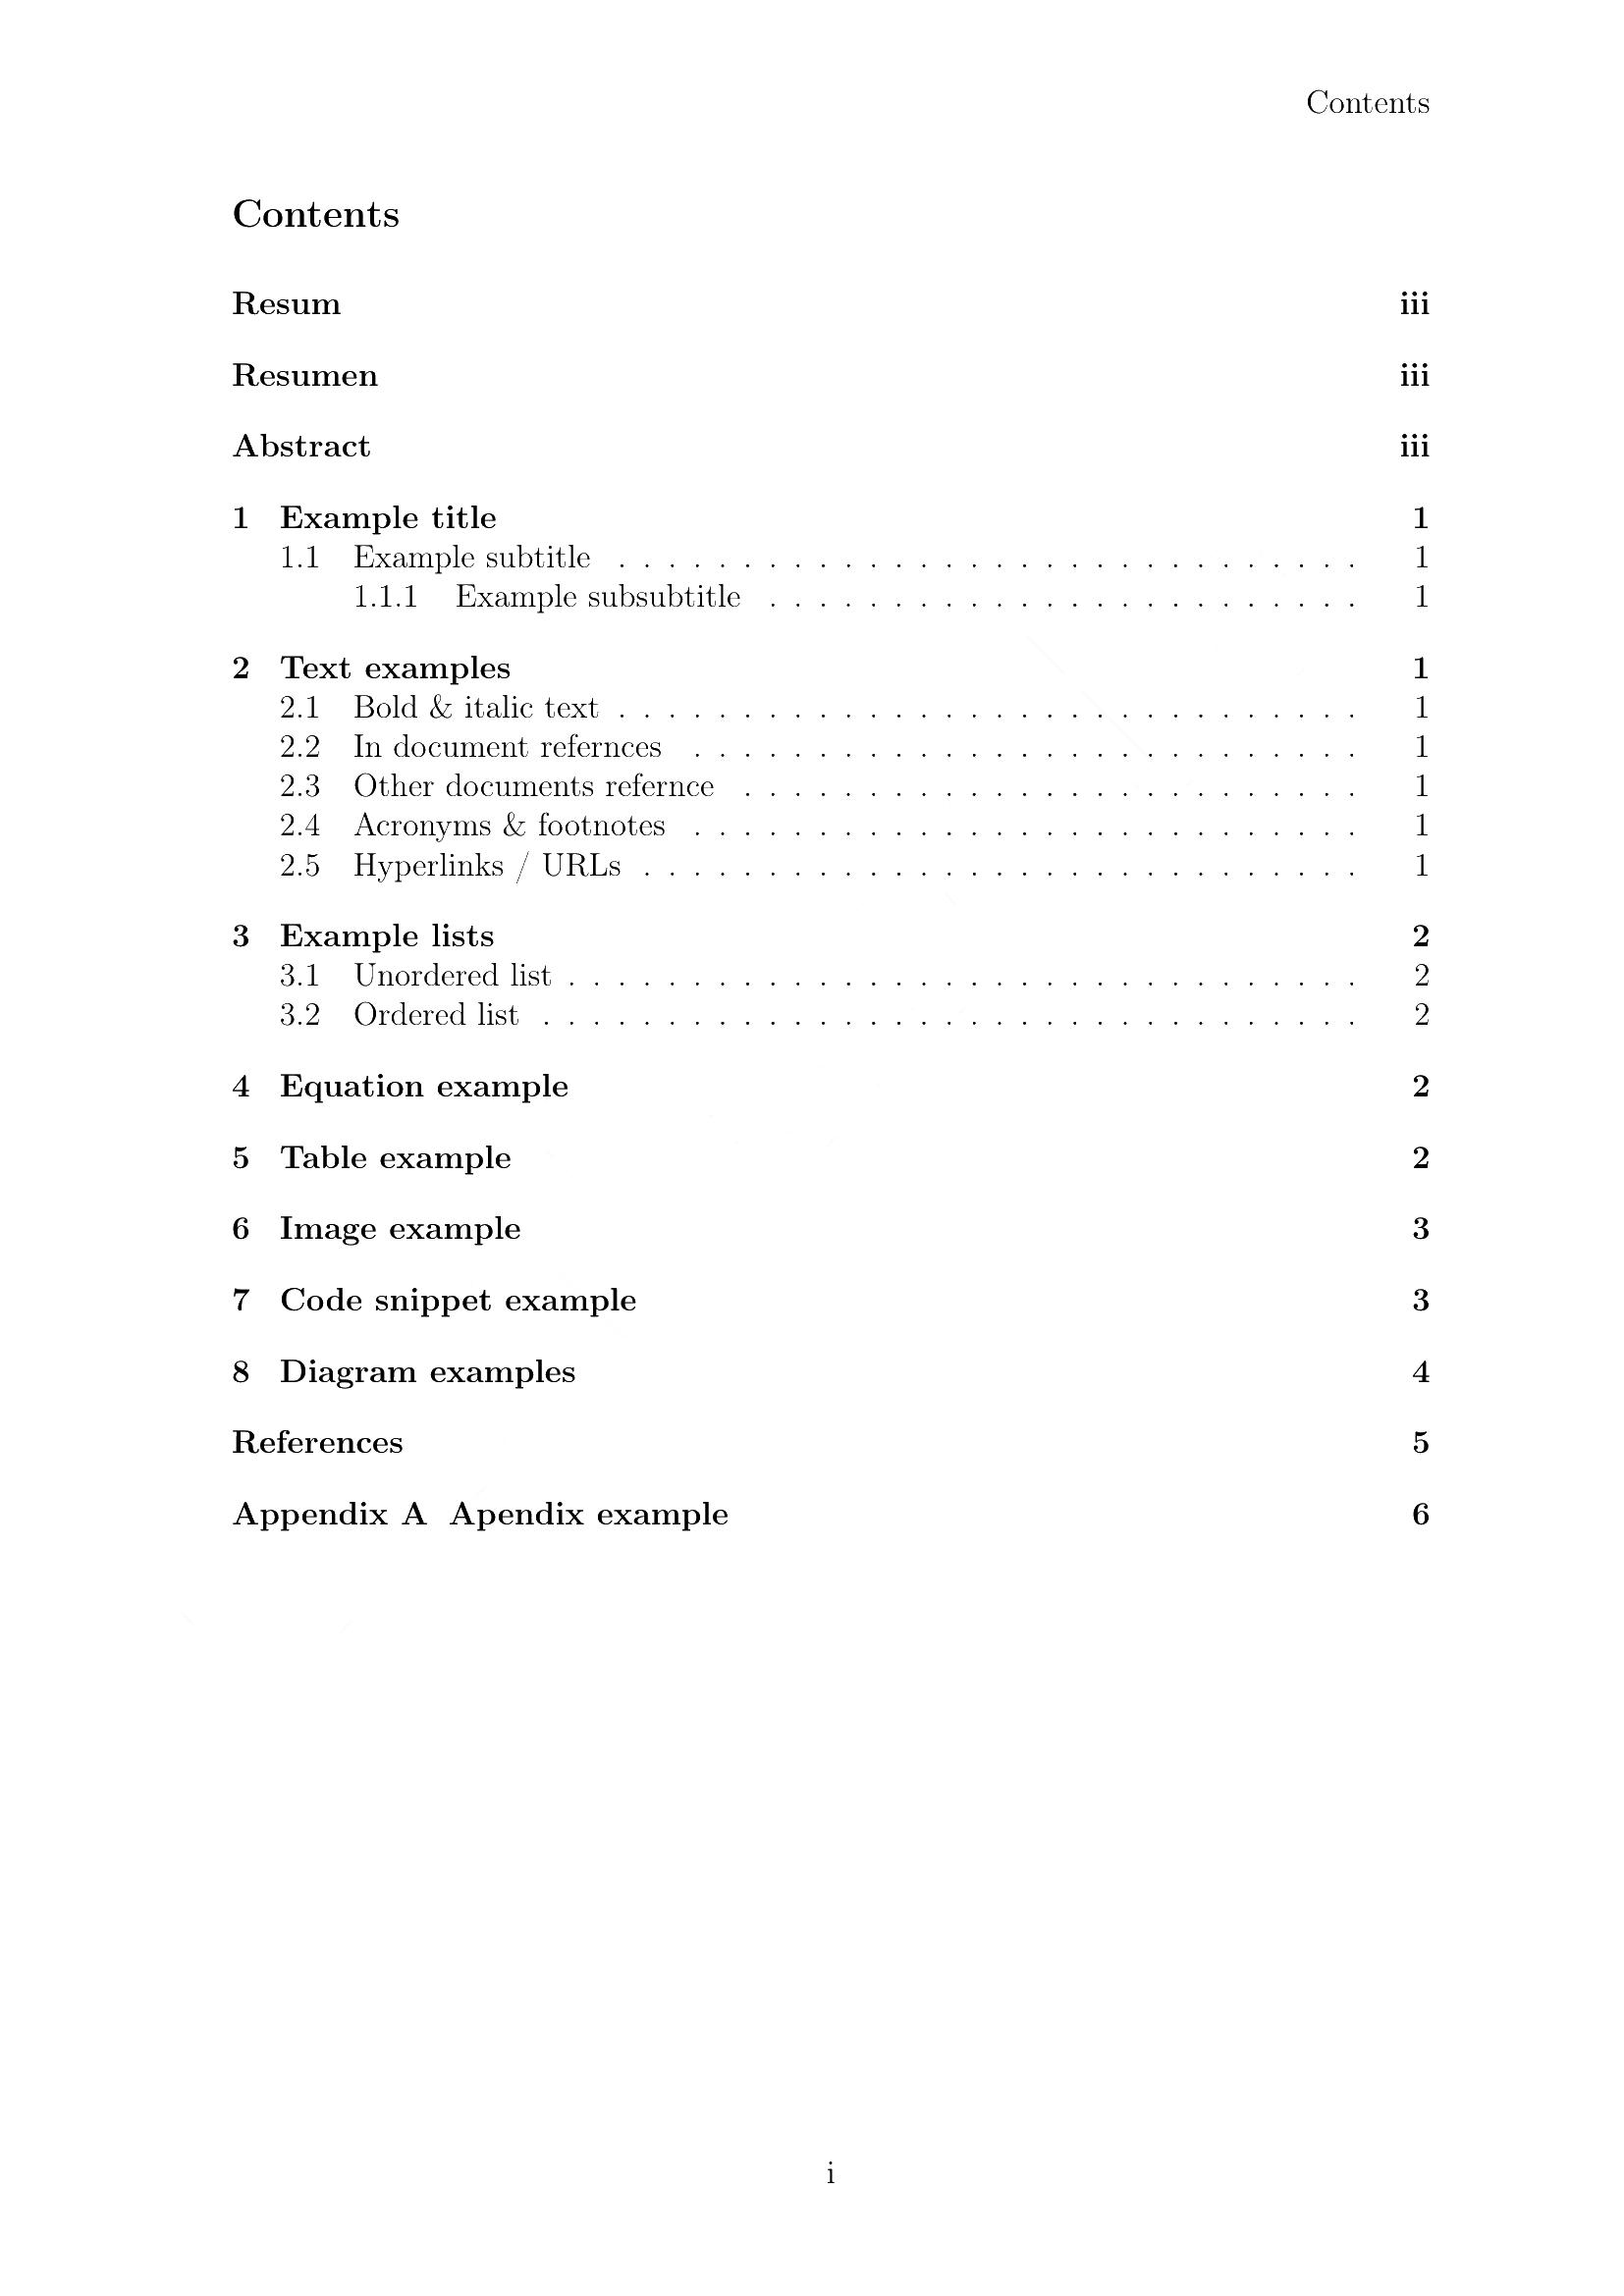 Contents
Contents
Resum iii
Resumen iii
Abstract iii
1 Example title 1
1.1 Example subtitle . . . . . . . . . . . . . . . . . . . . . . . . . . . . . . 1
1.1.1 Example subsubtitle . . . . . . . . . . . . . . . . . . . . . . . . 1
2 Text examples 1
2.1 Bold & italic text . . . . . . . . . . . . . . . . . . . . . . . . . . . . . . 1
2.2 In document refernces . . . . . . . . . . . . . . . . . . . . . . . . . . . 1
2.3 Other documents refernce . . . . . . . . . . . . . . . . . . . . . . . . . 1
2.4 Acronyms & footnotes . . . . . . . . . . . . . . . . . . . . . . . . . . . 1
2.5 Hyperlinks / URLs . . . . . . . . . . . . . . . . . . . . . . . . . . . . . 1
3 Example lists 2
3.1 Unordered list . . . . . . . . . . . . . . . . . . . . . . . . . . . . . . . . 2
3.2 Ordered list . . . . . . . . . . . . . . . . . . . . . . . . . . . . . . . . . 2
4 Equation example 2
5 Table example 2
6 Image example 3
7 Code snippet example 3
8 Diagram examples 4
References 5
Appendix A Apendix example 6
i